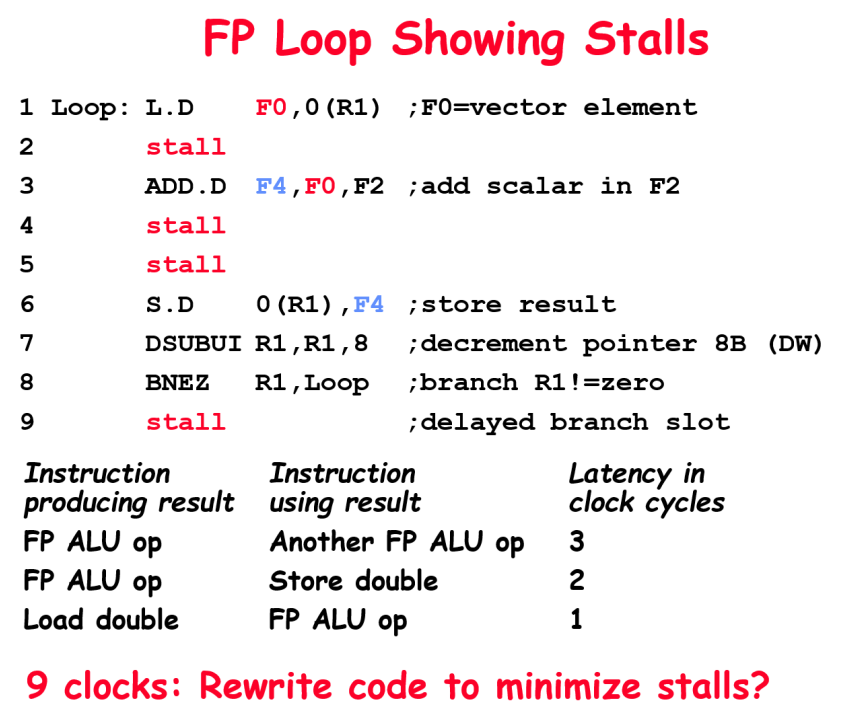 FP Loop Showing Stalls
1 Loop: L.D F0,0(R1) ;F0=vector element
2 stall
3 ADD.D F4,F0,F2 ;add scalar in F2
4 stall
5 stall
6 S.D 0(R1),F4 ;store result
7 DSUBUI R1,R1,8 ;decrement pointer 8B (DW)
8 BNEZ R1,Loop ;branch R1!=zero
9 stall ;delayed branch slot
Instruction Instruction Latency in
producing result using result clock cycles
FP ALU op Another FP ALU op 3
FP ALU op Store double 2
Load double FP ALU op 1
9 clocks: Rewrite code to minimize stalls?